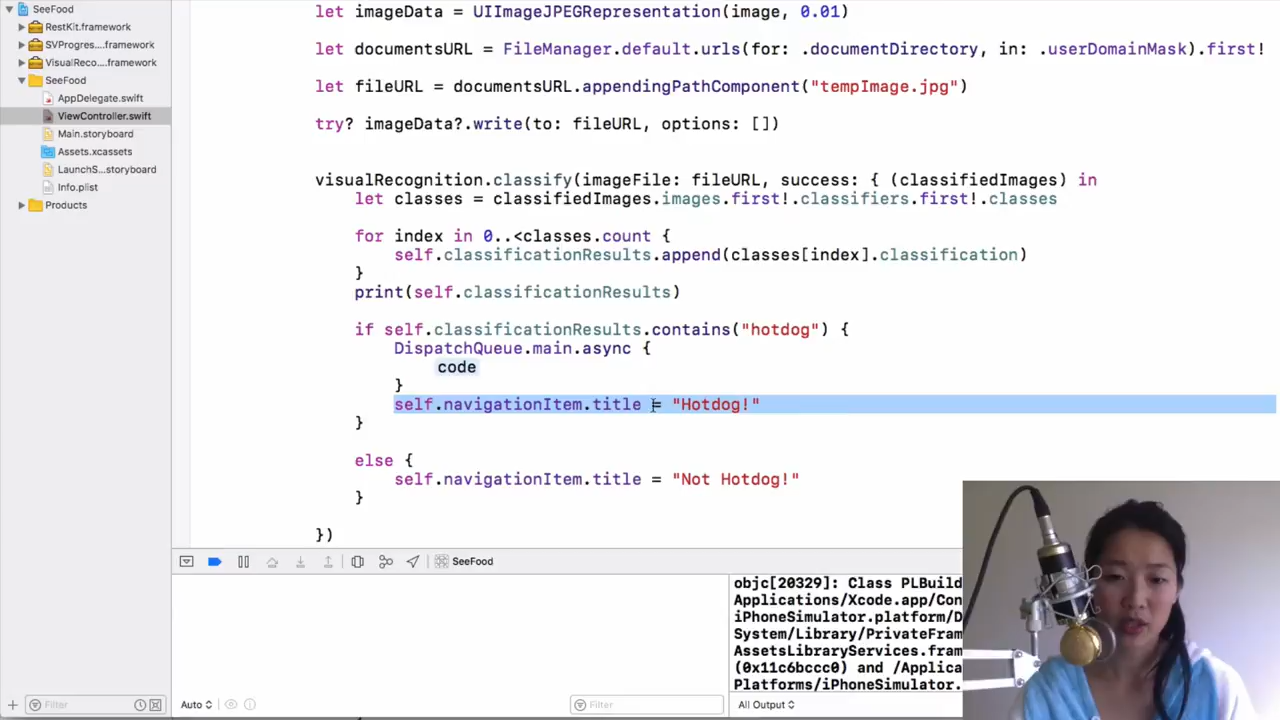 SeeFood
RestKit.framework
SVProgres....framework
VisualReco....framework
SeeFood
AppDelegate.swift
ViewController.swift
Main.storyboard
Assets.xcassets
LaunchS...storyboard
Info.plist
Products
let imageData = UIImageJPEGRepresentation(image, 0.01)
let documentsURL = FileManager.default.urls(for: .documentDirectory, in: .userDomainMask).first!
let fileURL = documentsURL.appendingPathComponent("tempImage.jpg")
try? imageData?.write(to: fileURL, options: [])
visualRecognition.classify(imageFile: fileURL, success: { (classifiedImages) in
let classes = classifiedImages.images.first!.classifiers.first!.classes
for index in 0..<classes.count {
self.classificationResults.append(classes[index].classification)
}
print(self.classificationResults)
if self.classificationResults.contains("hotdog") {
DispatchQueue.main.async {
code
}
self.navigationItem.title = "Hotdog!"
}
else {
self.navigationItem.title = "Not Hotdog!"
}
})
SeeFood
objc[20329]: Class PLBuild
Applications/Xcode.app/Con
iPhoneSimulator.platform/D
System/Library/PrivateFram
AssetsLibraryServices.fram
(0x11c6bccc0) and /Applica
Platforms/iPhoneSimulator.
Filter
Auto
Filter
All Output